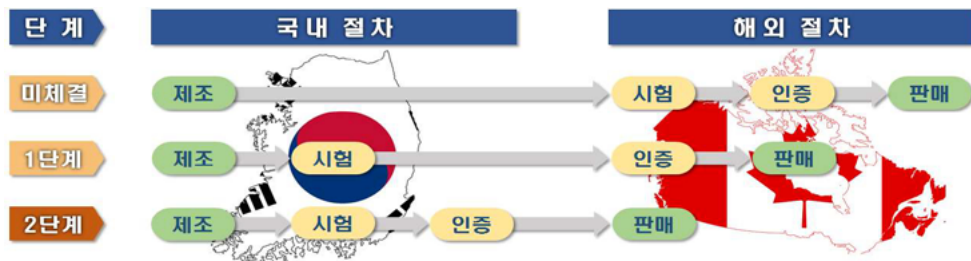 단 계 국내 절차 해외 절차
미체결 제조 시험 인증 판매
1단계 제조 시험 인증 판매
2단계 제조 시험 인증 판매